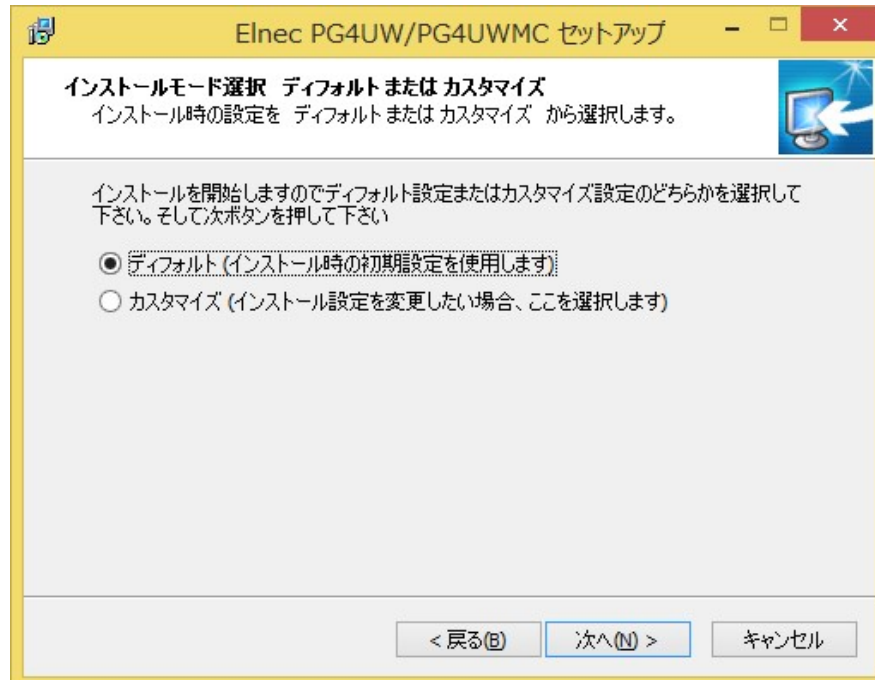 Elnec PG4UW/PG4UWMC セットアップ
インストールモード選択 ディフォルト または カスタマイズ
インストール時の設定を ディフォルト または カスタマイズ から選択します。
インストールを開始しますのでディフォルト設定またはカスタマイズ設定のどちらかを選択して
下さい。そして次ボタンを押して下さい
ディフォルト (インストール時の初期設定を使用します)
カスタマイズ (インストール設定を変更したい場合、ここを選択します)
< 戻る(B) 次へ(N) > キャンセル